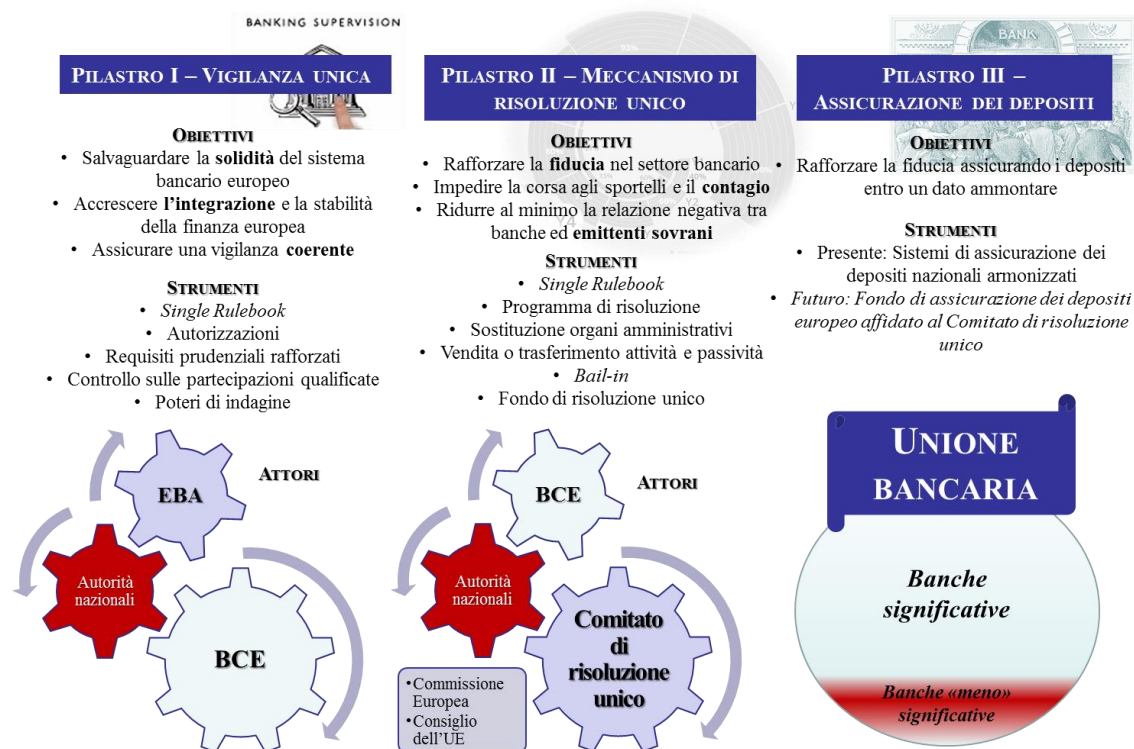 BANKING SUPERVISION
PILASTRO I – VIGILANZA UNICA
OBIETTIVI
• Salvaguardare la solidità del sistema
bancario europeo
• Accrescere l'integrazione e la stabilità
della finanza europea
• Assicurare una vigilanza coerente
STRUMENTI
• Single Rulebook
• Autorizzazioni
• Requisiti prudenziali rafforzati
• Controllo sulle partecipazioni qualificate
• Poteri di indagine
EBA
ATTORI
Autorità
nazionali
BCE
PILASTRO II – MECCANISMO DI
RISOLUZIONE UNICO
OBIETTIVI
• Rafforzare la fiducia nel settore bancario
• Impedire la corsa agli sportelli e il contagio
• Ridurre al minimo la relazione negativa tra
banche ed emittenti sovrani
STRUMENTI
• Single Rulebook
• Programma di risoluzione
• Sostituzione organi amministrativi
• Vendita o trasferimento attività e passività
• Bail-in
• Fondo di risoluzione unico
BCE
ATTORI
Autorità
nazionali
Comitato
di
risoluzione
unico
• Commissione
Europea
• Consiglio
dell'UE
BANK
PILASTRO III –
ASSICURAZIONE DEI DEPOSITI
OBIETTIVI
• Rafforzare la fiducia assicurando i depositi
entro un dato ammontare
STRUMENTI
• Presente: Sistemi di assicurazione dei
depositi nazionali armonizzati
• Futuro: Fondo di assicurazione dei depositi
europeo affidato al Comitato di risoluzione
unico
UNIONE
BANCARIA
Banche
significative
Banche «meno»
significative